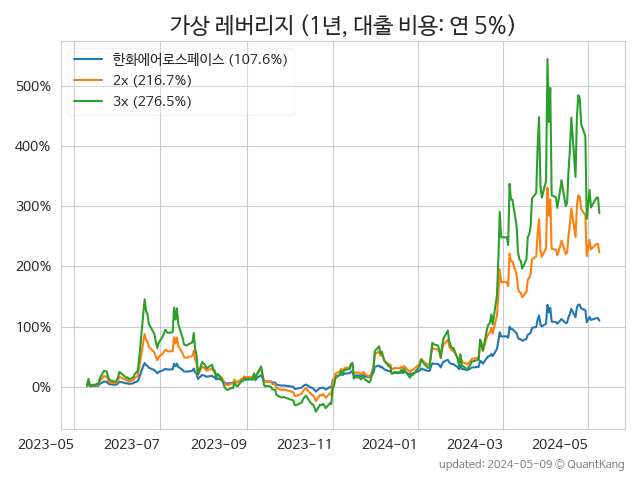 가상 레버리지 (1년, 대출 비용: 연 5%)
한화에어로스페이스 (107.6%)
2x (216.7%)
3x (276.5%)
500%
400%
300%
200%
100%
0%
2023-05 2023-07 2023-09 2023-11 2024-01 2024-03 2024-05
updated: 2024-05-09 © QuantKang